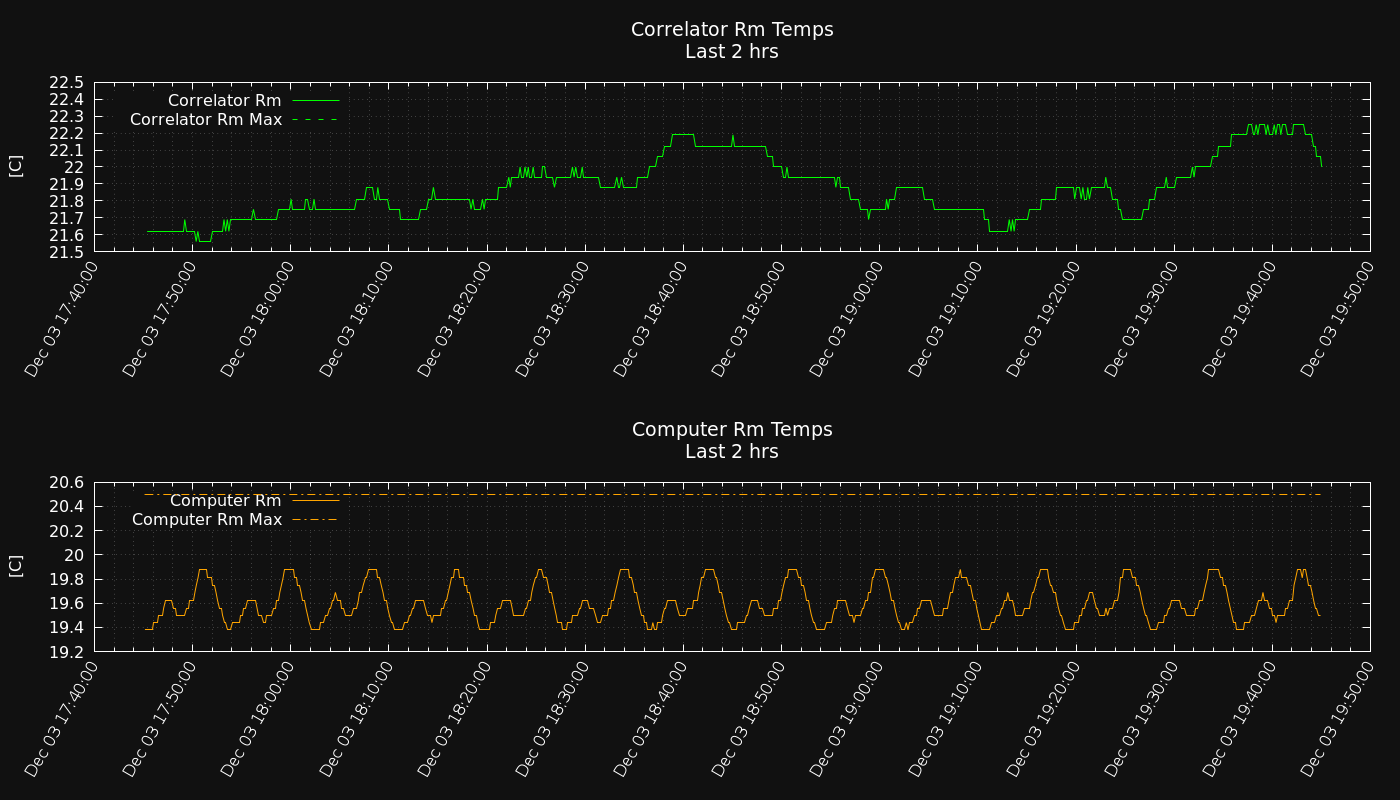 Correlator Rm Temps
Last 2 hrs
22.5
22.4
22.3
22.2
22.1
22
21.9
21.8
21.7
21.6
21.5
[C]
Correlator Rm
Correlator Rm Max
Dec 03 17:40:00
Dec 03 17:50:00
Dec 03 18:00:00
Dec 03 18:10:00
Dec 03 18:20:00
Dec 03 18:30:00
Dec 03 18:40:00
Dec 03 18:50:00
Dec 03 19:00:00
Dec 03 19:10:00
Dec 03 19:20:00
Dec 03 19:30:00
Dec 03 19:40:00
Dec 03 19:50:00
Computer Rm Temps
Last 2 hrs
20.6
20.4
20.2
20
19.8
19.6
19.4
19.2
[C]
Computer Rm
Computer Rm Max
Dec 03 17:40:00
Dec 03 17:50:00
Dec 03 18:00:00
Dec 03 18:10:00
Dec 03 18:20:00
Dec 03 18:30:00
Dec 03 18:40:00
Dec 03 18:50:00
Dec 03 19:00:00
Dec 03 19:10:00
Dec 03 19:20:00
Dec 03 19:30:00
Dec 03 19:40:00
Dec 03 19:50:00